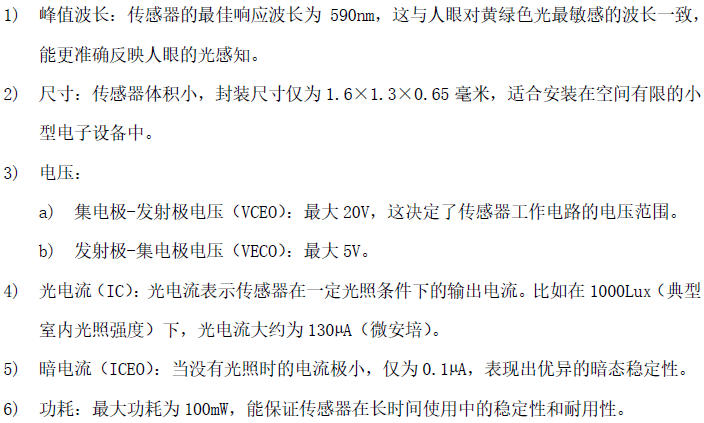 1) 峰值波长：传感器的最佳响应波长为 590nm，这与人眼对黄绿色光最敏感的波长一致，
能更准确反映人眼的光感知。
2) 尺寸：传感器体积小，封装尺寸仅为1.6×1.3×0.65 毫米，适合安装在空间有限的小
型电子设备中。
3) 电压：
a) 集电极-发射极电压（VCEO）：最大 20V，这决定了传感器工作电路的电压范围。
b) 发射极-集电极电压（VECO）：最大 5V。
4) 光电流（IC）：光电流表示传感器在一定光照条件下的输出电流。比如在 1000Lux（典型
室内光照强度）下，光电流大约为 130μA（微安培）。
5) 暗电流（ICEO）：当没有光照时的电流极小，仅为 0.1μA，表现出优异的暗态稳定性。
6) 功耗：最大功耗为 100mW，能保证传感器在长时间使用中的稳定性和耐用性。